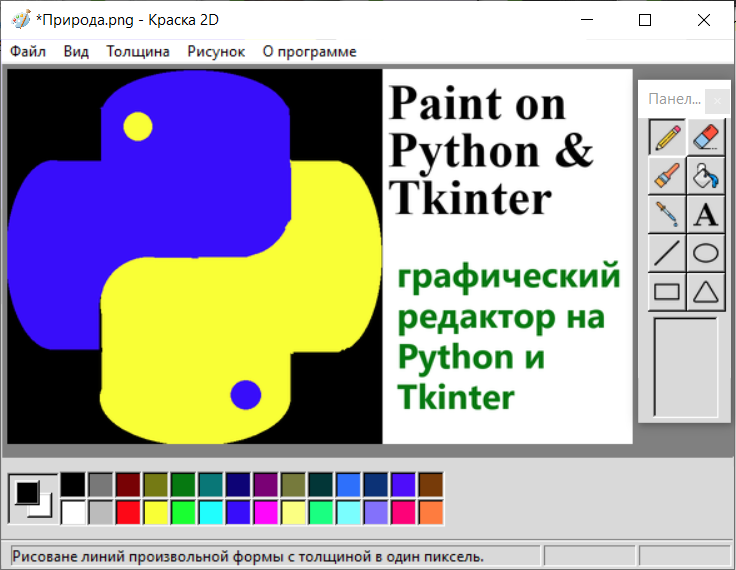 *Природа.png - Краска 2D
Файл Вид Толщина Рисунок О программе
Paint on
Python &
Tkinter
графический
редактор на
Python и
Tkinter
Панел...
A
Рисоване линий произвольной формы с толщиной в один пиксель.